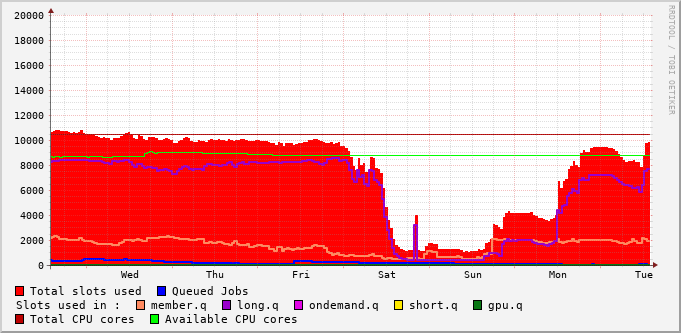 20000
18000
16000
14000
12000
10000
8000
6000
4000
2000
0
Wed Thu Fri Sat Sun Mon Tue
Total slots used Queued Jobs
Slots used in : member.q long.q ondemand.q short.q gpu.q
Total CPU cores Available CPU cores
RRDTOOL / TOBI OETIKER